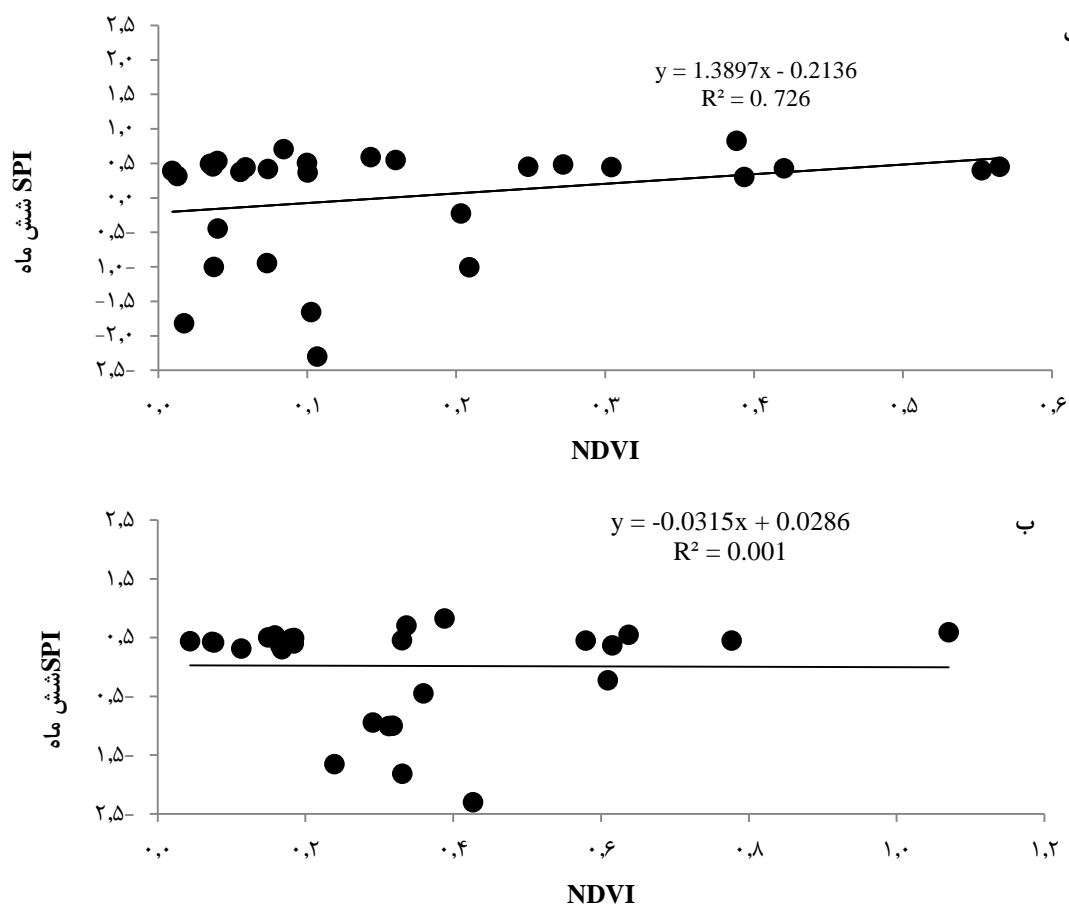 ۲,۵
۲,۰
۱,۵
۱,۰
۰,۵
۰,۰
۰,۵–
۱,۰–
–۱,۵
–۲,۰
۲,۵–
SPI شش ماه
y = 1.3897x - 0.2136
R² = 0. 726
۰,۰ ۰,۱ ۰,۲ ۰,۳ ۰,۴ ۰,۵ ۰,۶
NDVI
۲,۵
۱,۵
۰,۵
۰,۵–
۱,۵–
۲,۵–
SPIشش ماه
y = -0.0315x + 0.0286
R² = 0.001
ب
۰,۰ ۰,۲ ۰,۴ ۰,۶ ۰,۸ ۱,۰ ۱,۲
NDVI